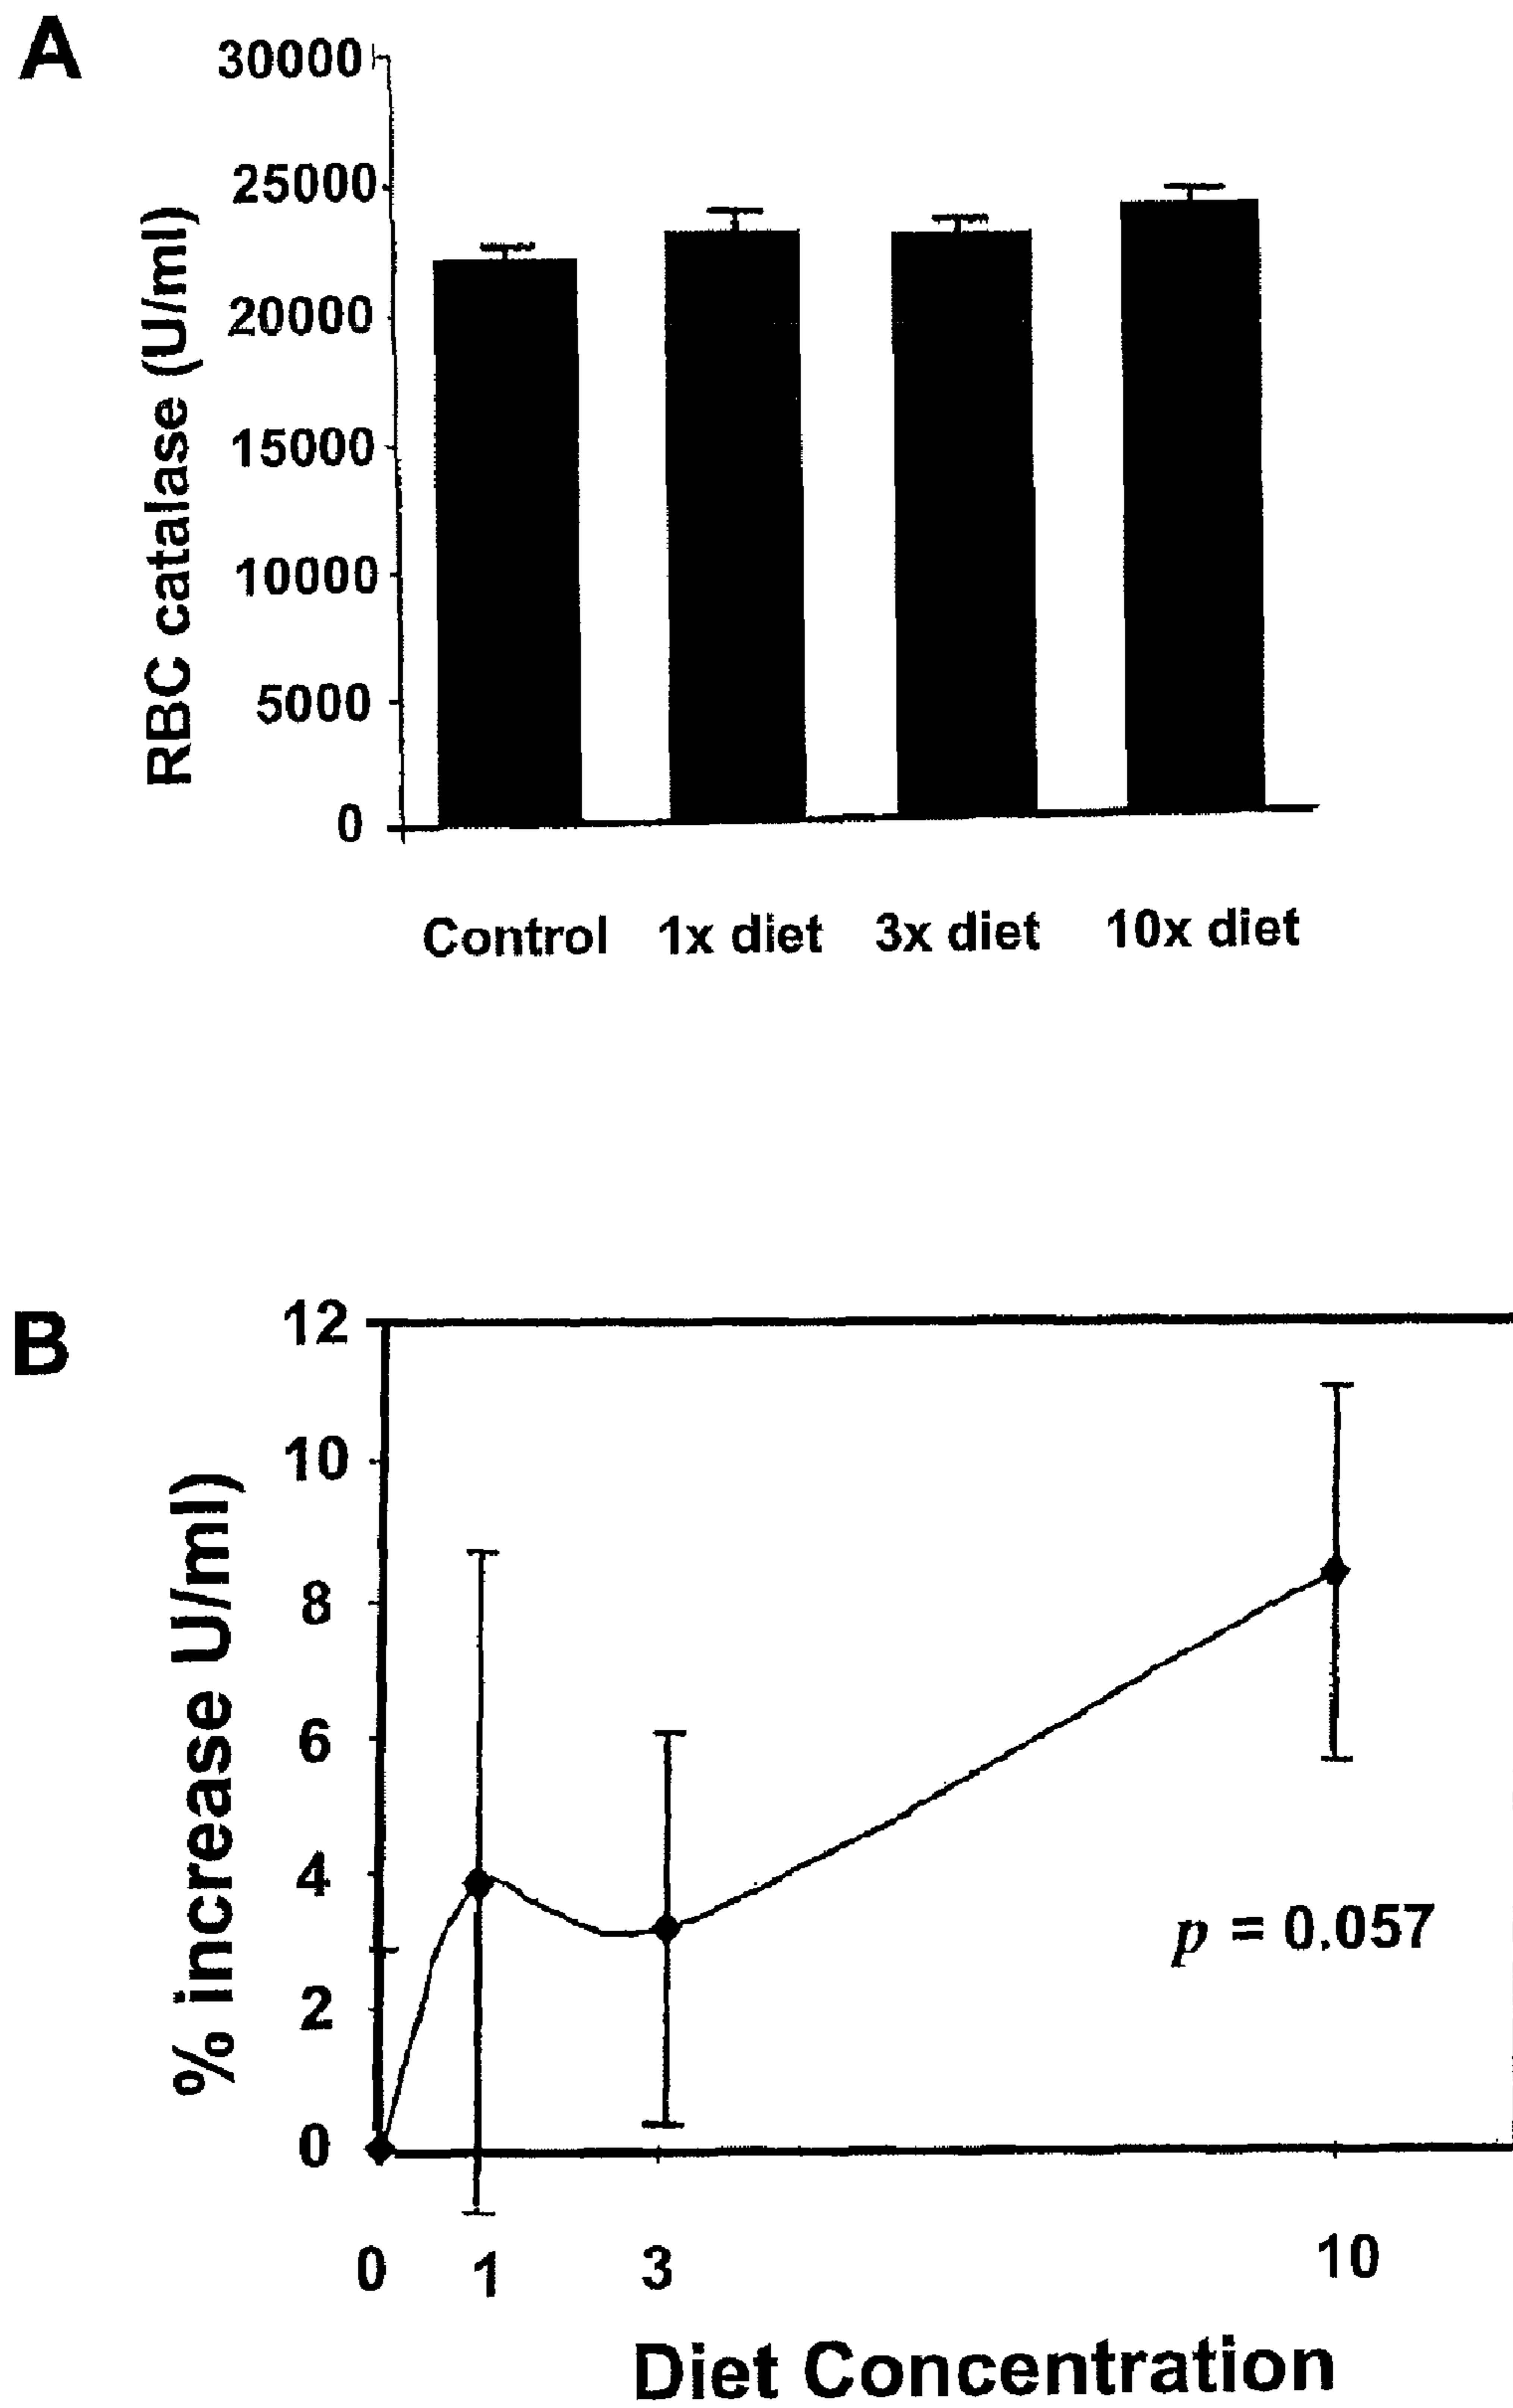 A
30000
25000
20000
15000
10000
5000
0
RBC catalase (U/ml)
Control 1x diet 3x diet 10x diet
B
12
10
8
6
4
2
0
% increase U/ml)
p = 0.057
0 1 3 10
Diet Concentration